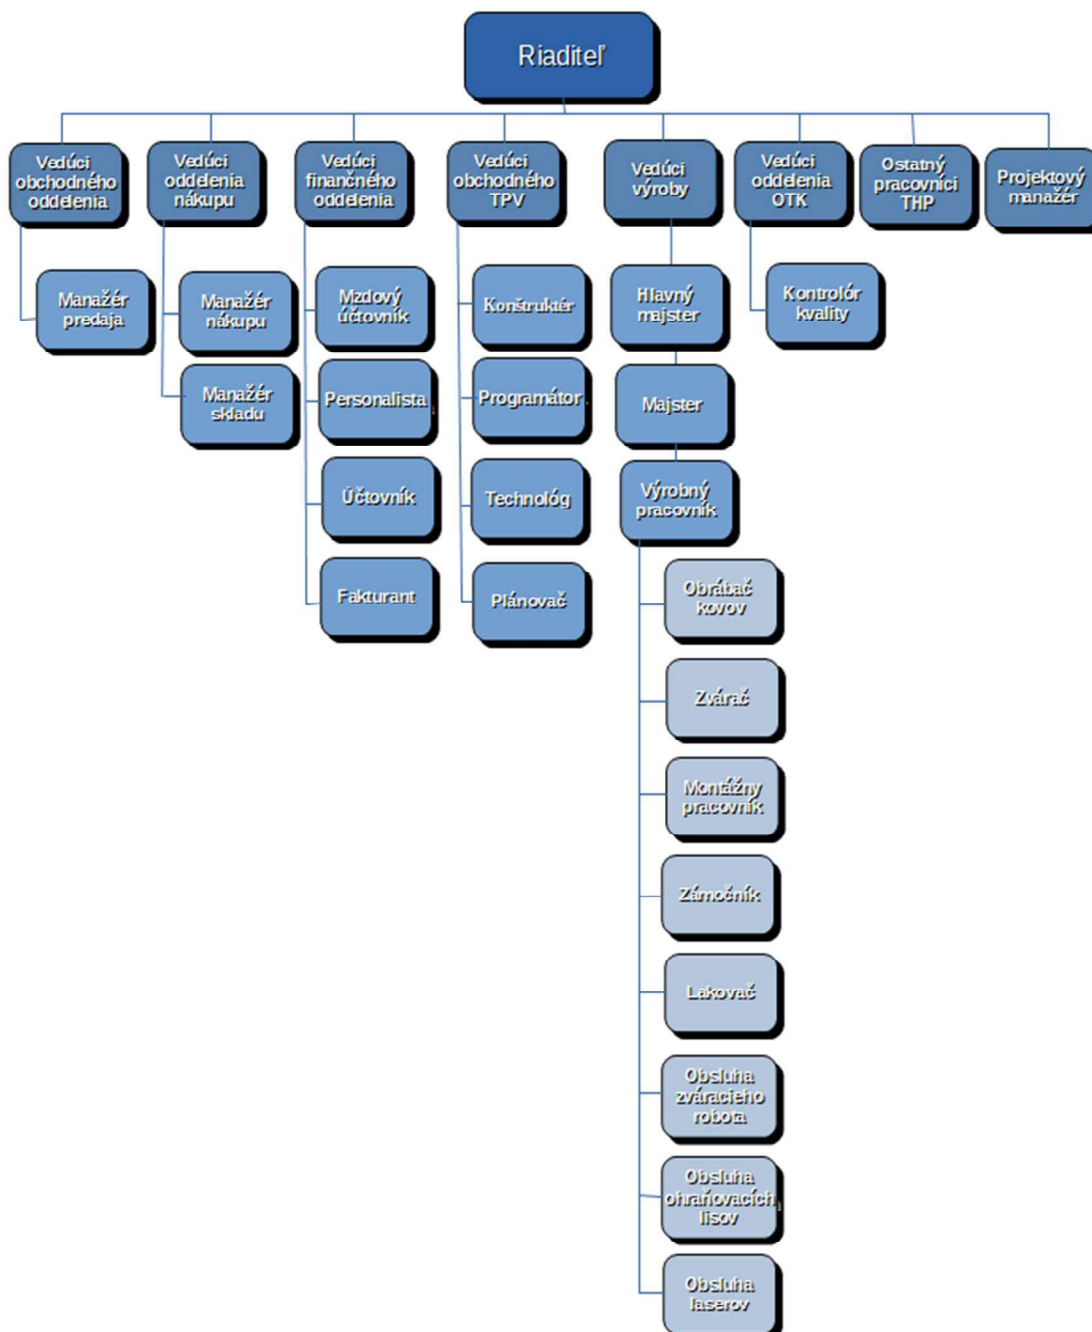 Riaditeľ
Vedúci
obchodného
oddelenia
Vedúci
oddelenia
nákupu
Vedúci
finančného
oddelenia
Vedúci
obchodného
TPV
Vedúci
výroby
Vedúci
oddelenia
OTK
Ostatný
pracovníci
THP
Projektový
manažér
Manažér
predaja
Manažér
nákupu
Manažér
skladu
Mzdový
účtovník
Personalista
Účtovník
Fakturant
Konštruktér
Programátor
Technológ
Plánovač
Hlavný
majster
Majster
Výrobný
pracovník
Obrábač
kovov
Zvárač
Montážny
pracovník
Zámočník
Lakovač
Obsluha
zváracieho
robota
Obsluha
ohraňovacích
lisov
Obsluha
laserov
Kontrolór
kvality